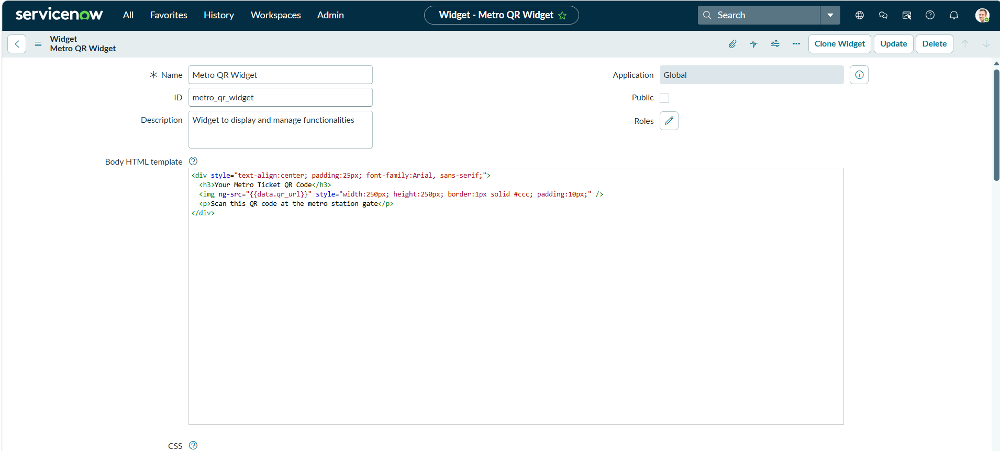 servicenow All Favorites History Workspaces Admin Widget - Metro QR Widget Search
Widget
Metro QR Widget
Clone Widget Update Delete
Name Metro QR Widget
Application Global
ID metro_qr_widget
Public
Description Widget to display and manage functionalities
Roles
Body HTML template
<div style="text-align:center; padding:25px; font-family:Arial, sans-serif;">
<h3>Your Metro Ticket QR Code</h3>
<img ng-src="{{data.qr_url}}" style="width:250px; height:250px; border:1px solid #ccc; padding:10px;" />
<p>Scan this QR code at the metro station gate</p>
</div>
CSS